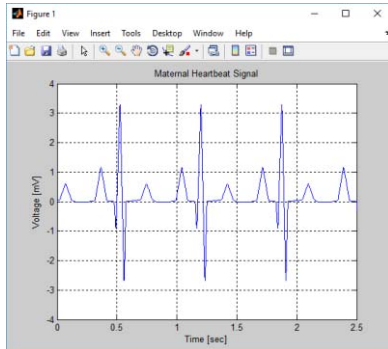 Figure 1
File Edit View Insert Tools Desktop Window Help
Maternal Heartbeat Signal
4
3
2
1
0
-1
-2
-3
-4
Voltage [mV]
0 0.5 1 1.5 2 2.5
Time [sec]